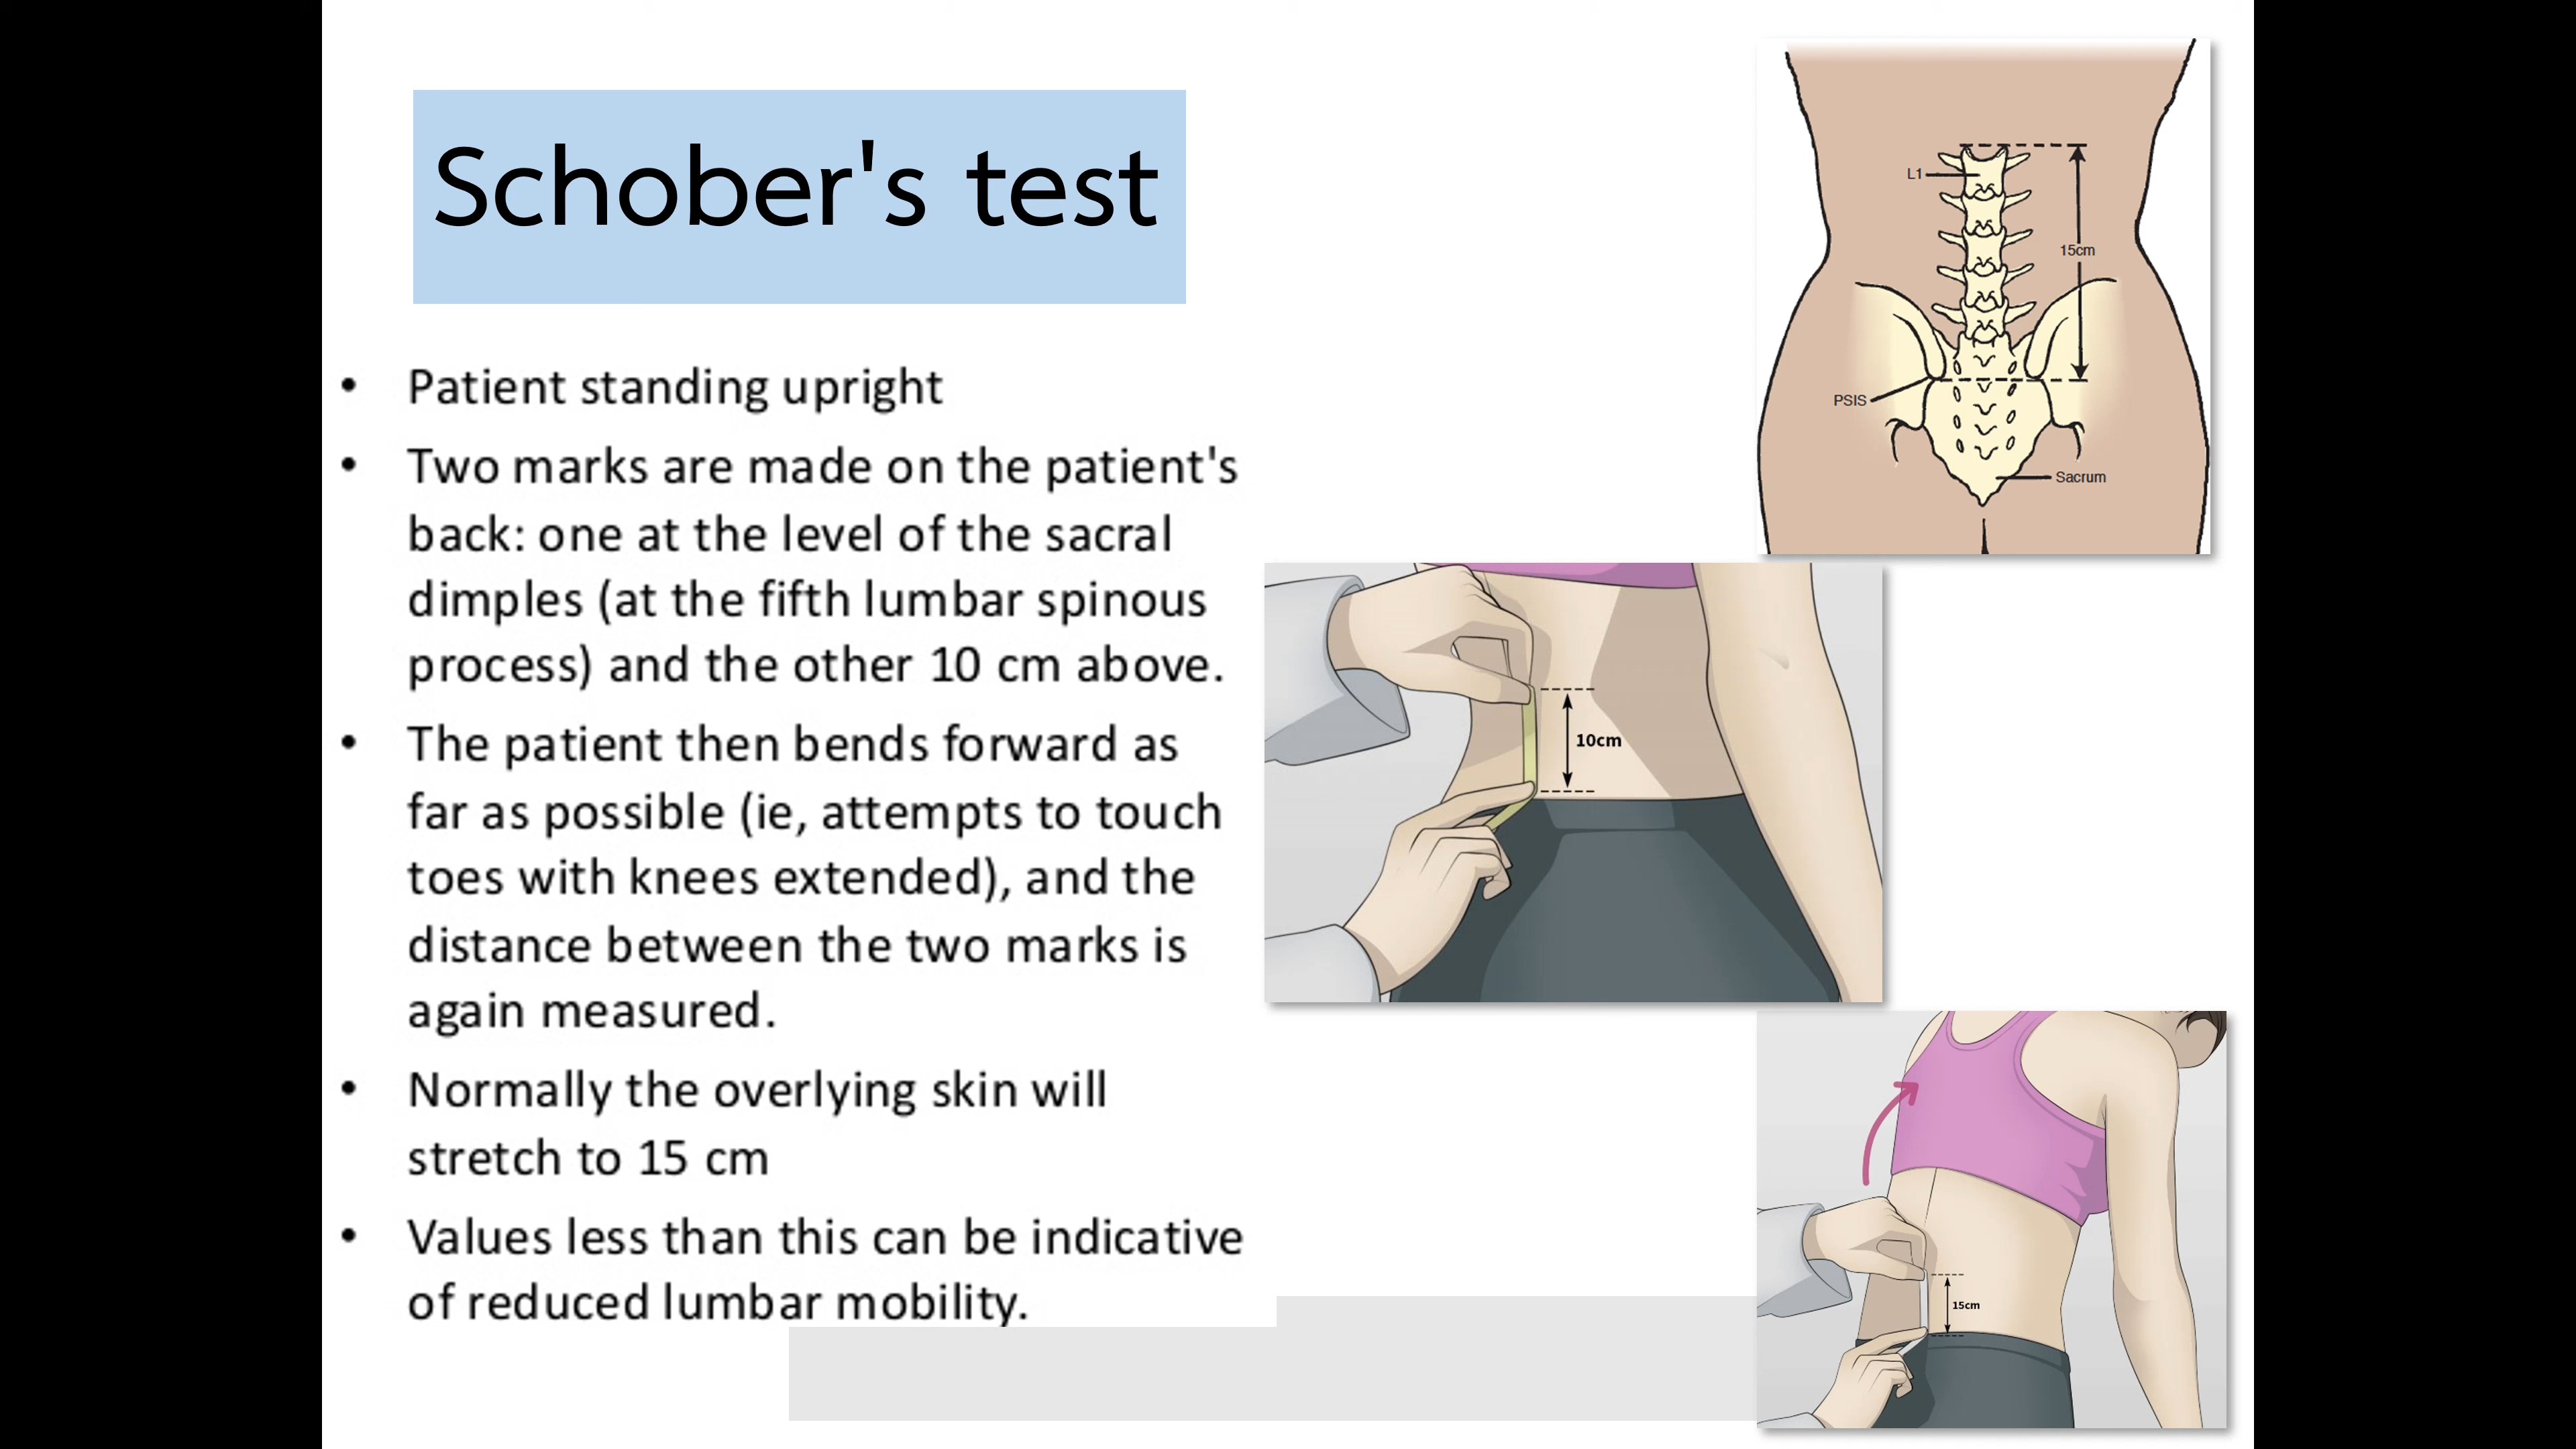 Schober's test
• Patient standing upright
• Two marks are made on the patient's
back: one at the level of the sacral
dimples (at the fifth lumbar spinous
process) and the other 10 cm above.
• The patient then bends forward as
far as possible (ie, attempts to touch
toes with knees extended), and the
distance between the two marks is
again measured.
• Normally the overlying skin will
stretch to 15 cm
• Values less than this can be indicative
of reduced lumbar mobility.
L1
15cm
PSIS
Sacrum
10cm
15cm